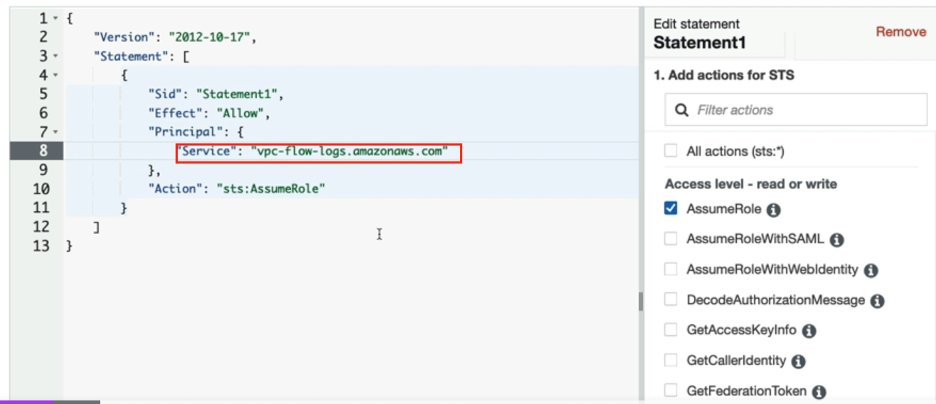 1 {
2 "Version": "2012-10-17",
3 "Statement": [
4 {
5 "Sid": "Statement1",
6 "Effect": "Allow",
7 "Principal": {
8 "Service": "vpc-flow-logs.amazonaws.com"
9 },
10 "Action": "sts:AssumeRole"
11 }
12 ]
13 }
Edit statement
Statement1
Remove
1. Add actions for STS
Filter actions
All actions (sts:*)
Access level - read or write
AssumeRole
AssumeRoleWithSAML
AssumeRoleWithWebIdentity
DecodeAuthorizationMessage
GetAccessKeyInfo
GetCallerIdentity
GetFederationToken